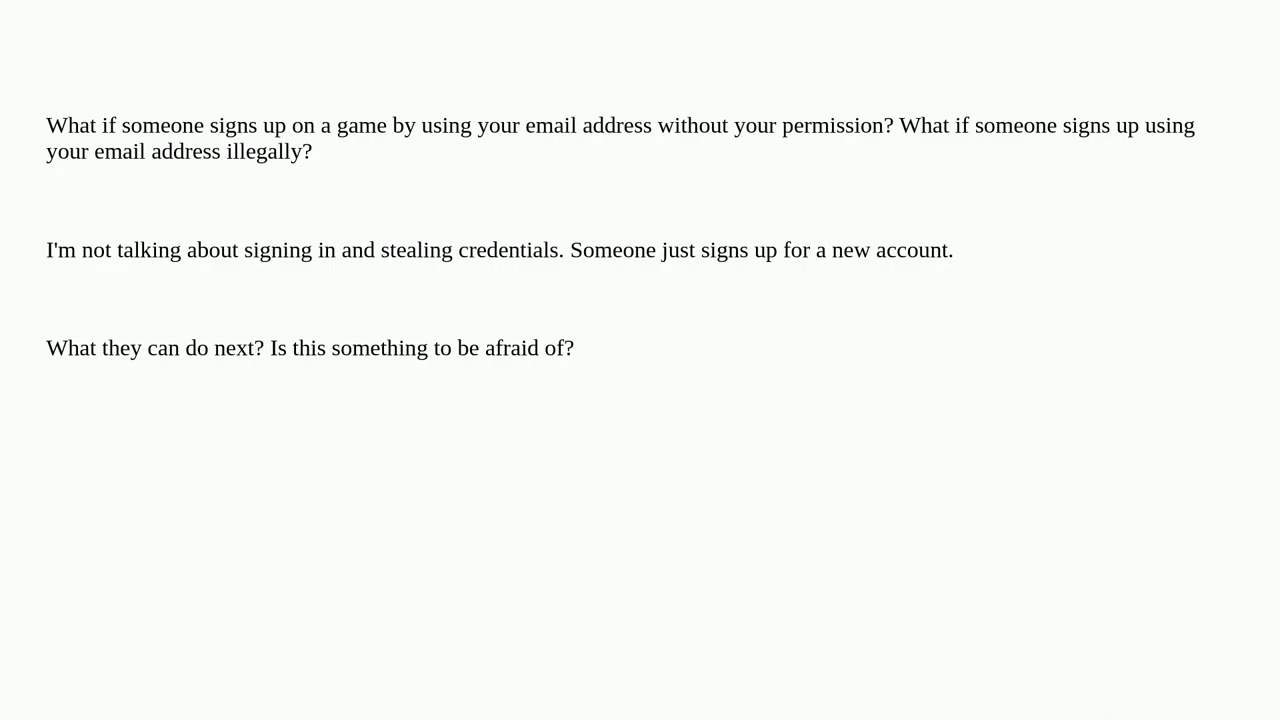 What if someone signs up on a game by using your email address without your permission? What if someone signs up using
your email address illegally?
I'm not talking about signing in and stealing credentials. Someone just signs up for a new account.
What they can do next? Is this something to be afraid of?